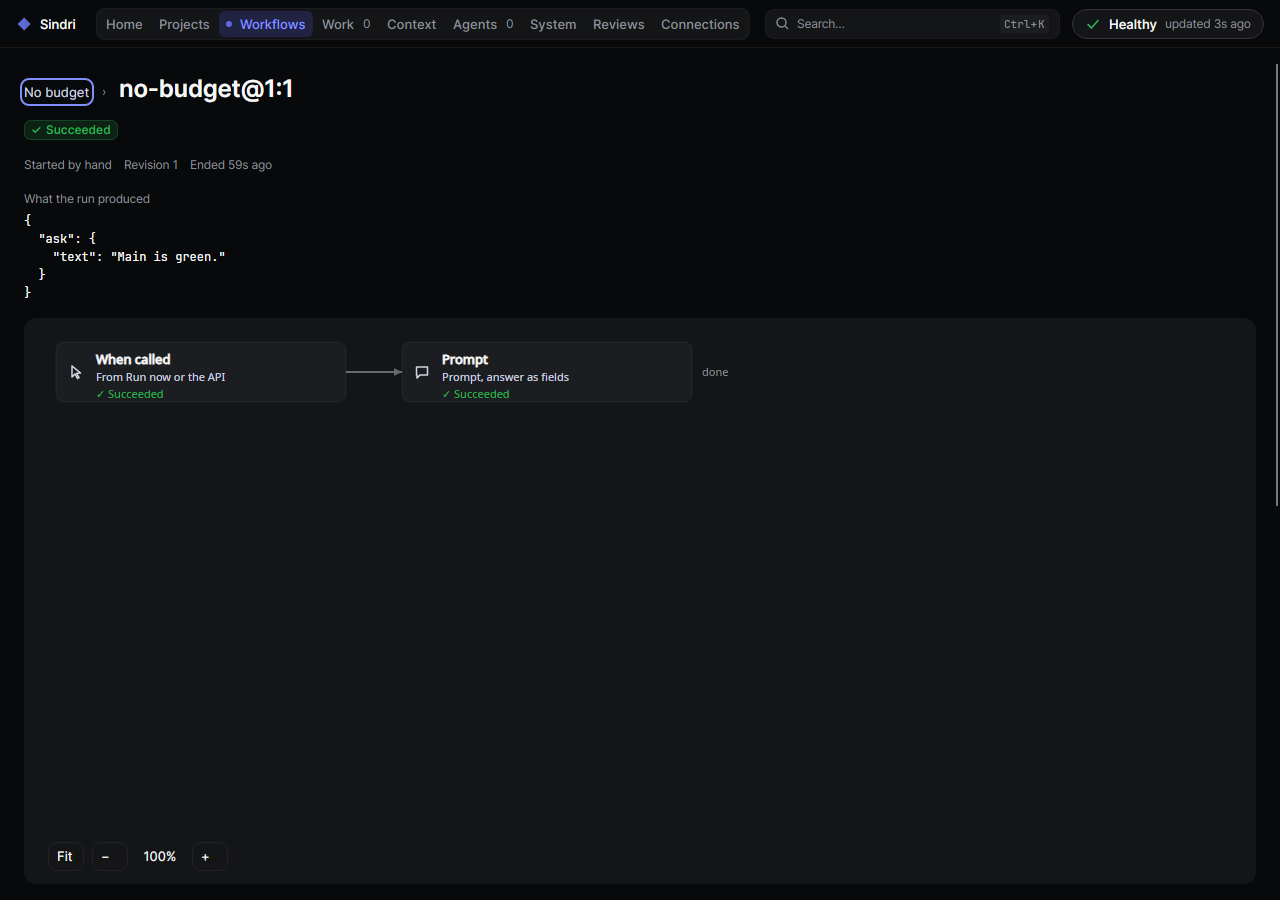 Sindri Home Projects Workflows Work 0 Context Agents 0 System Reviews Connections Search... Ctrl+K Healthy updated 3s ago
No budget › no-budget@1:1
✓ Succeeded
Started by hand Revision 1 Ended 59s ago
What the run produced
{
  "ask": {
    "text": "Main is green."
  }
}
When called
From Run now or the API
✓ Succeeded
Prompt
Prompt, answer as fields
✓ Succeeded
done
Fit − 100% +